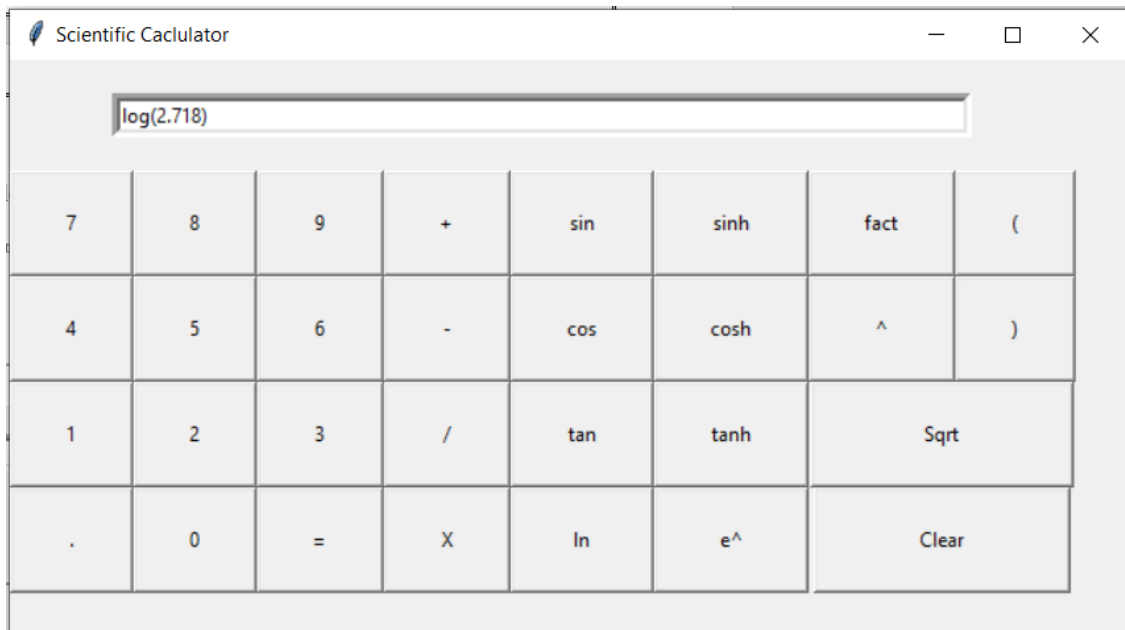 Scientific Caclulator
log(2.718)
7 8 9 + sin sinh fact (
4 5 6 - cos cosh ^ )
1 2 3 / tan tanh Sqrt
. 0 = X ln e^ Clear